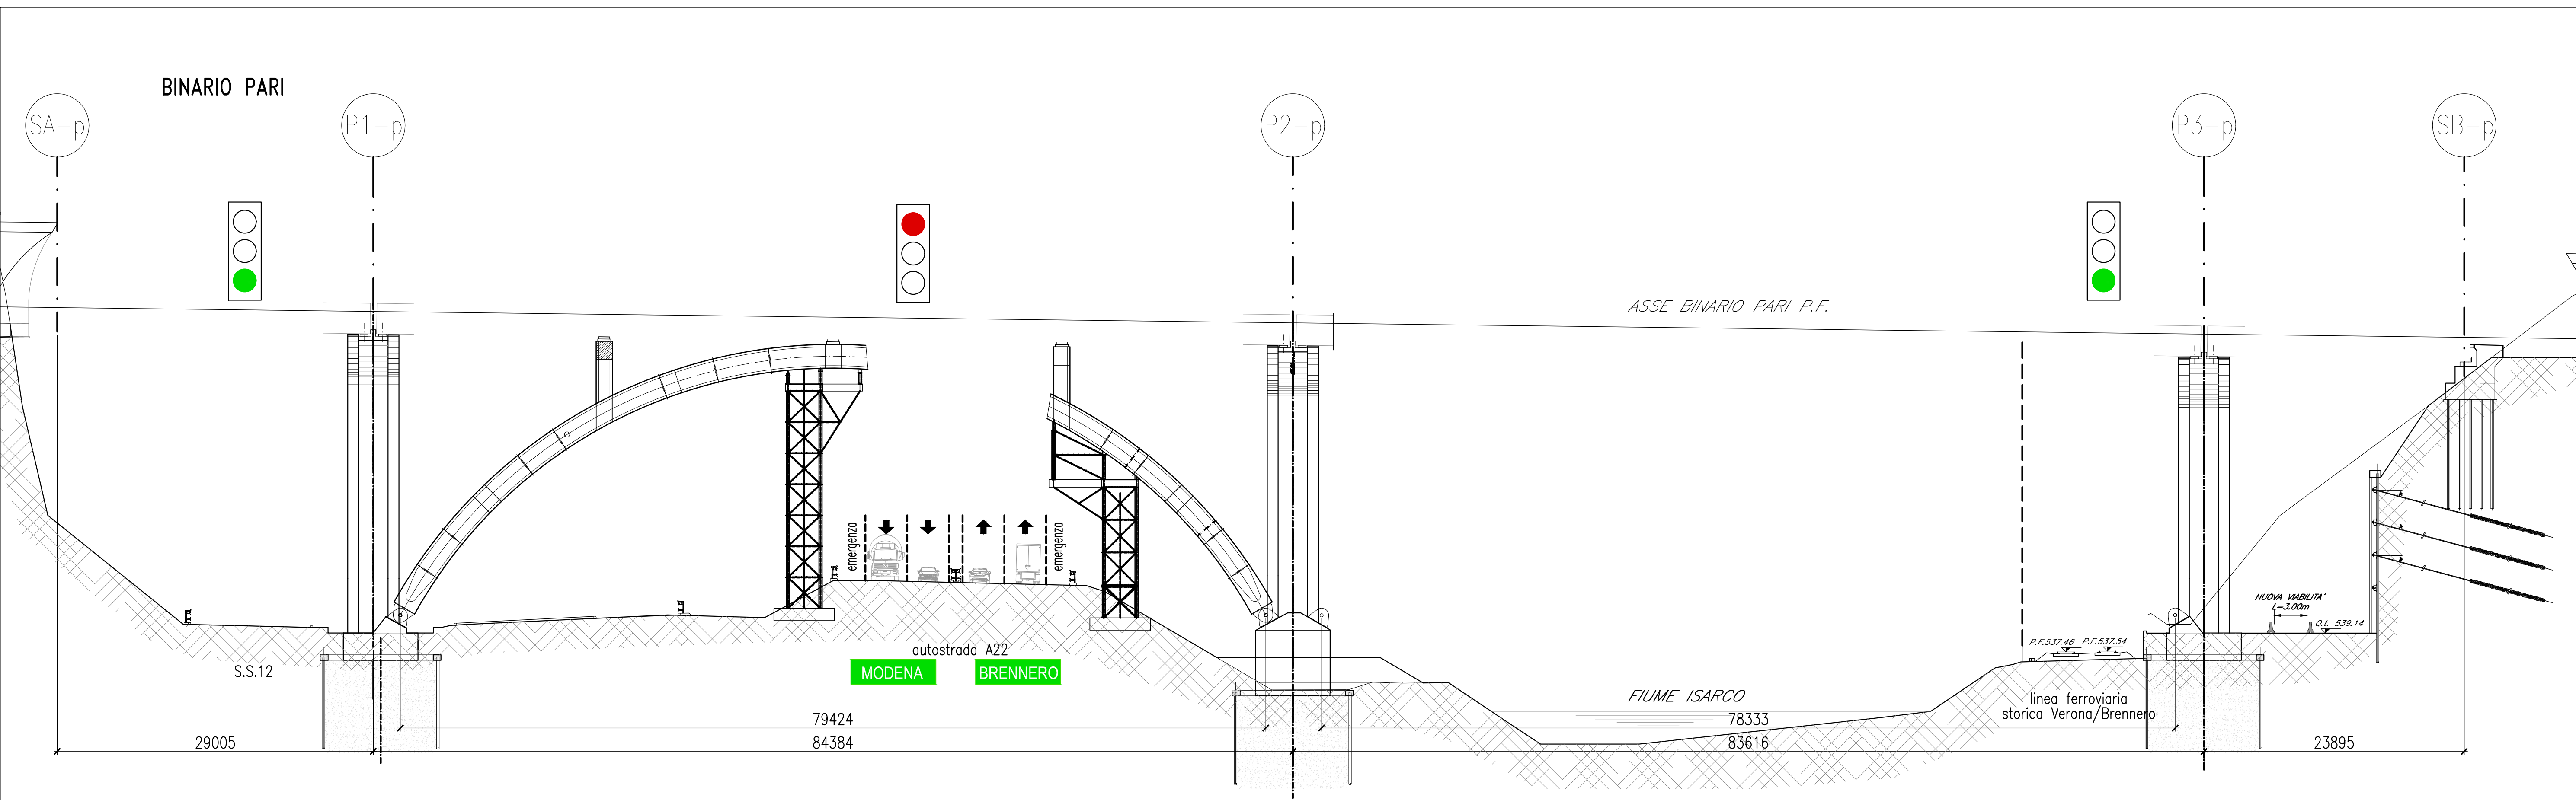 BINARIO PARI
SA-p
P1-p
P2-p
P3-p
SB-p
ASSE BINARIO PARI P.F.
emergenza
emergenza
NUOVA VIABILITA'
L=3.00m
Q.t. 539.14
P.F.537.46
P.F.537.54
autostrada A22
MODENA
BRENNERO
S.S.12
FIUME ISARCO
linea ferroviaria
storica Verona/Brennero
79424
78333
29005
84384
83616
23895